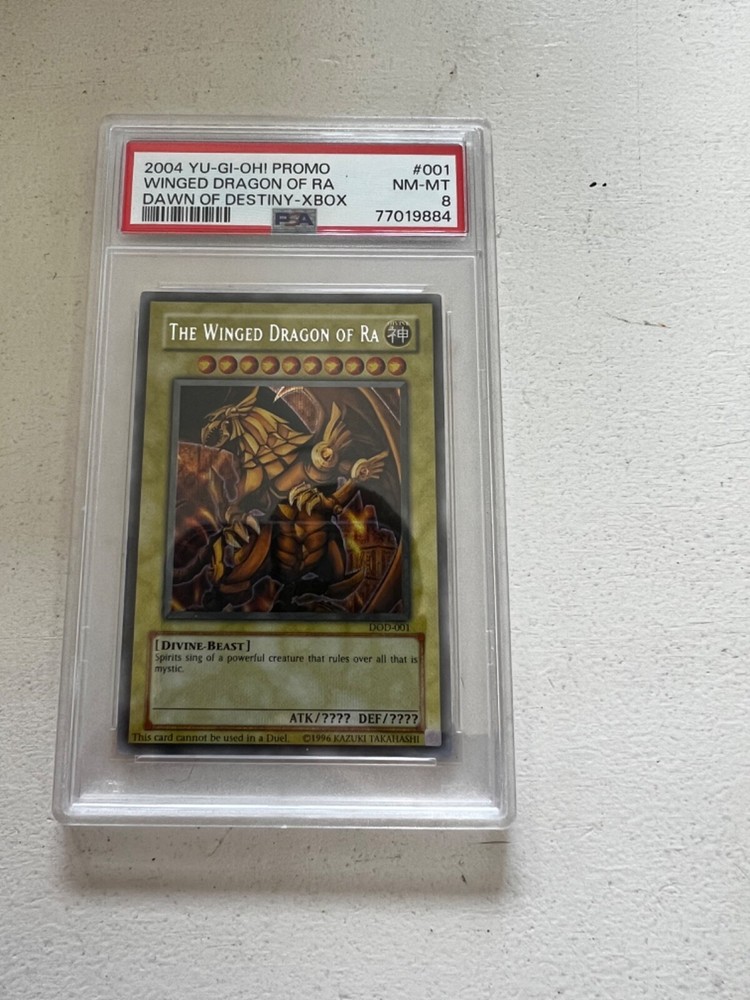 2004 YU-GI-OH! PROMO #001
WINGED DRAGON OF RA NM-MT
DAWN OF DESTINY-XBOX 8
PSA 77019884
THE WINGED DRAGON OF RA 神
DOD-001
[DIVINE-BEAST]
Spirits sing of a powerful creature that rules over all that is
mystic.
ATK/???? DEF/????
This card cannot be used in a Duel. ©1996 KAZUKI TAKAHASHI